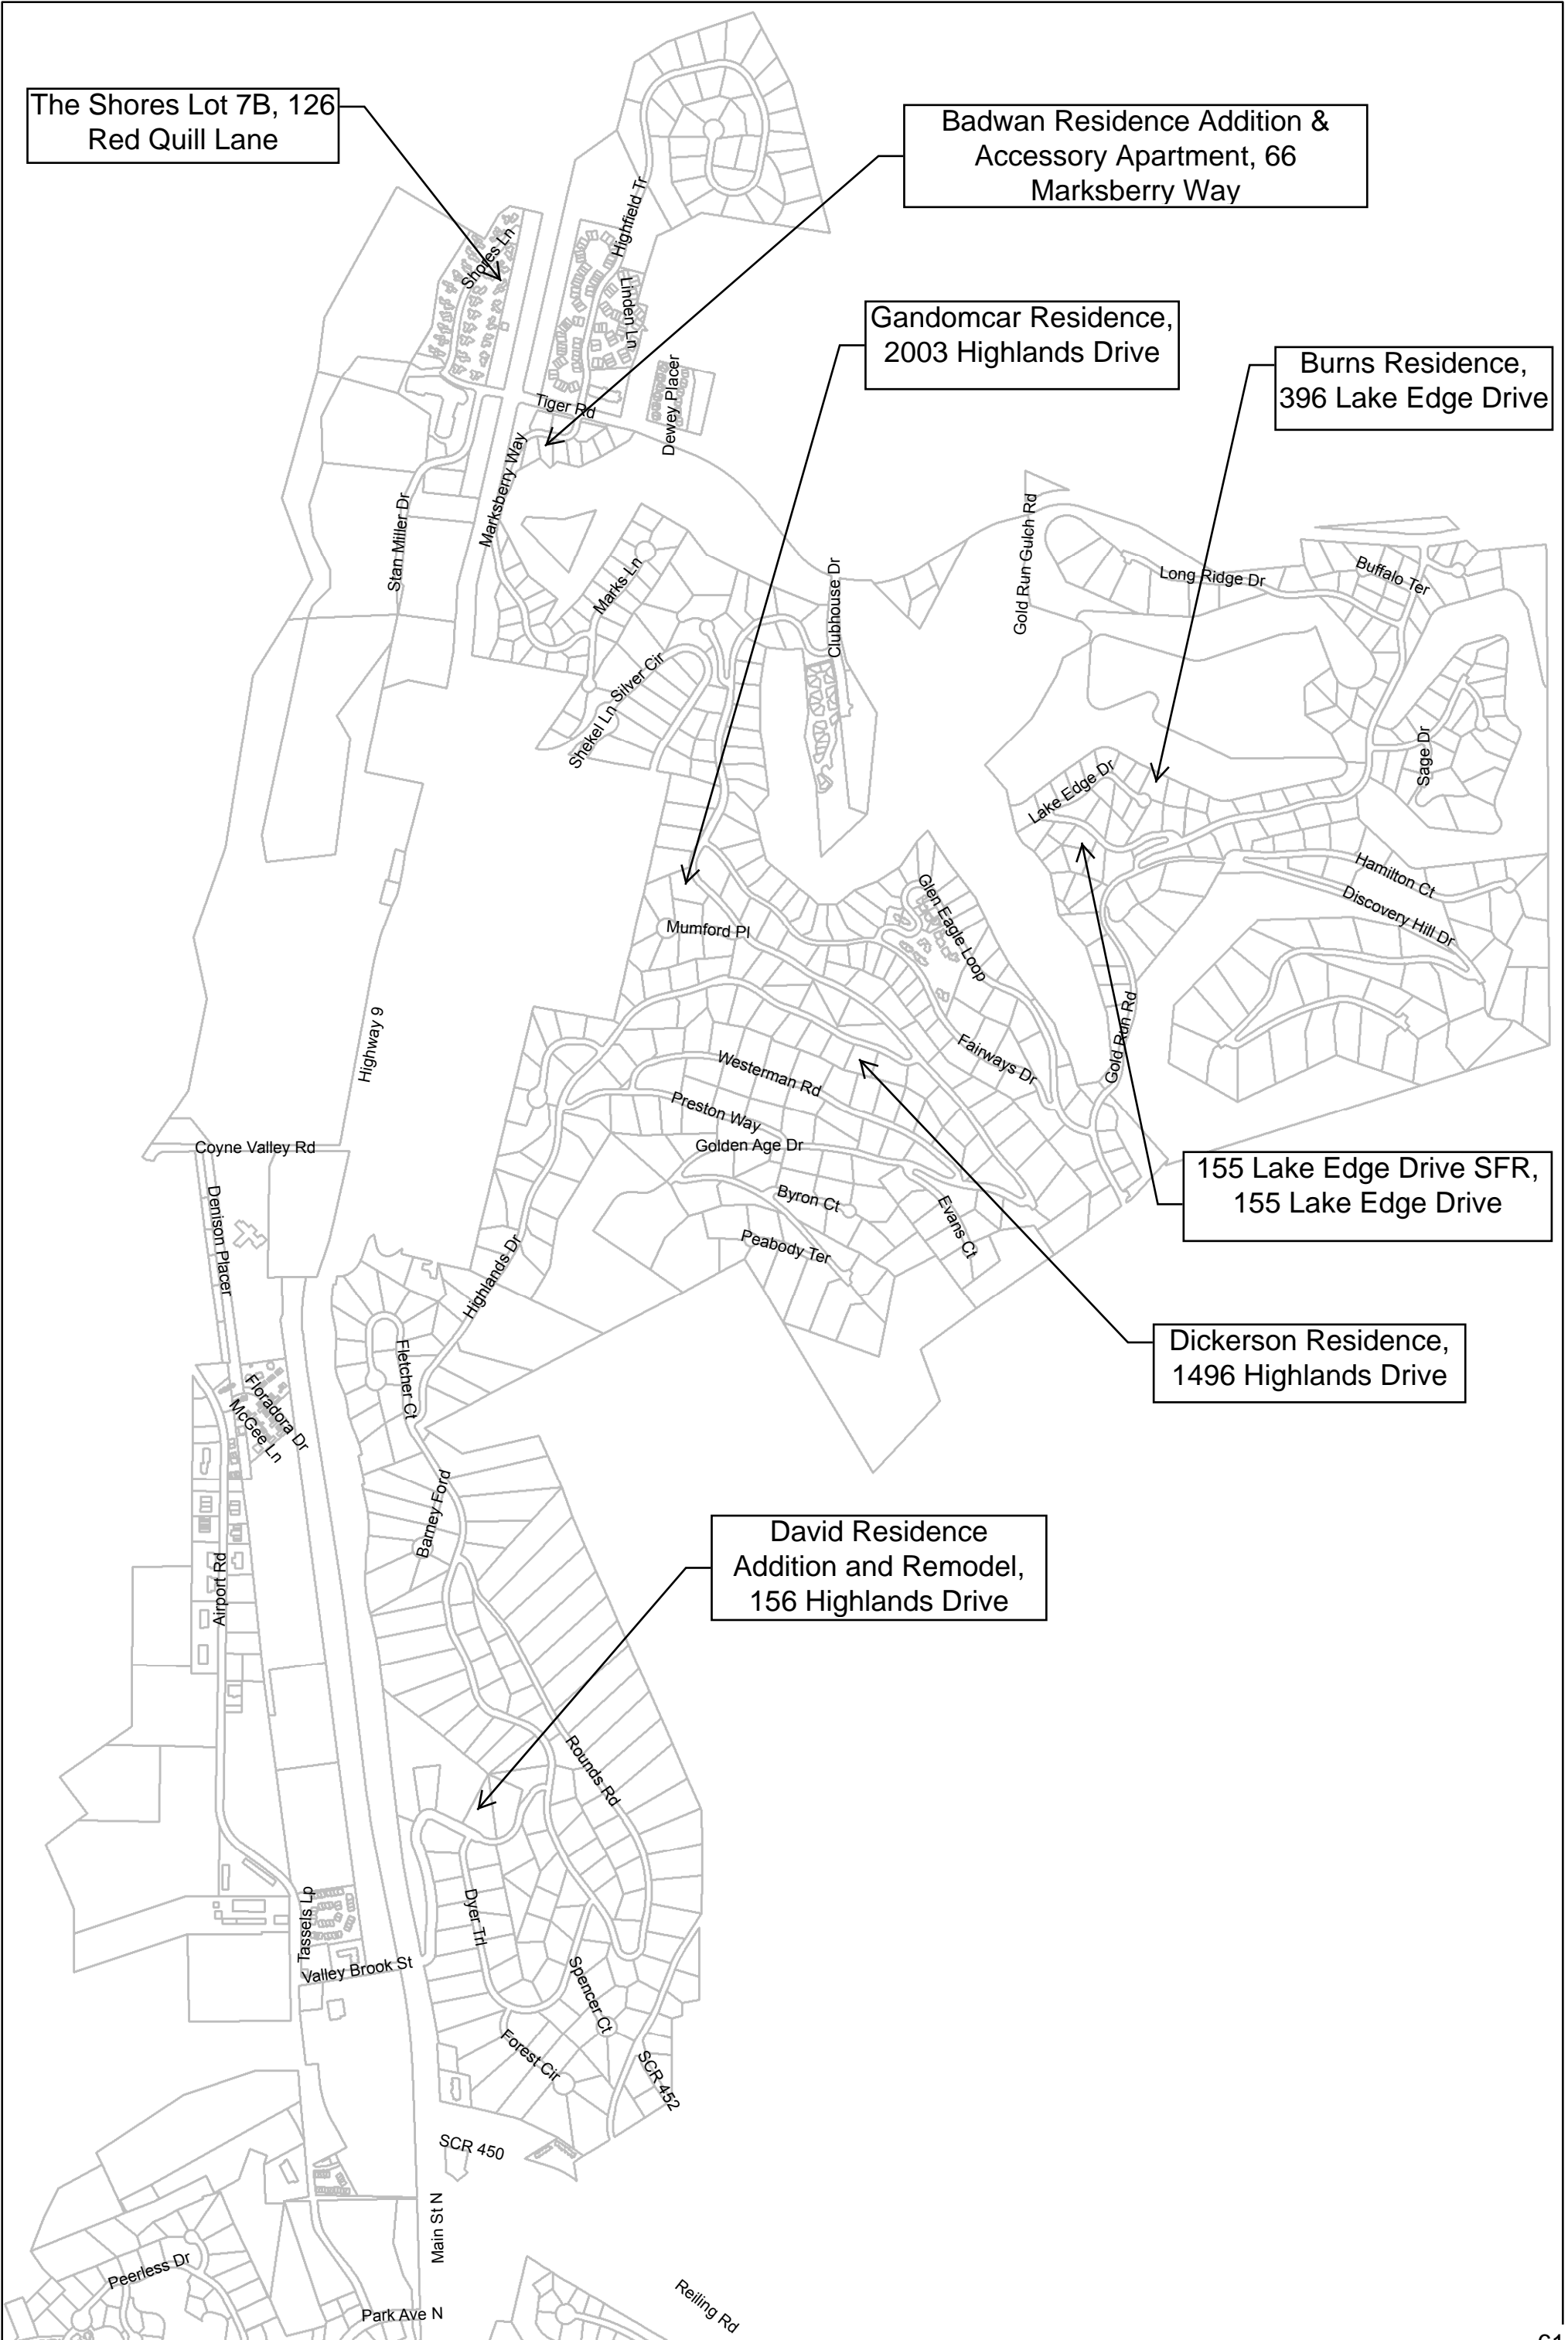 The Shores Lot 7B, 126
Red Quill Lane
Badwan Residence Addition &
Accessory Apartment, 66
Marksberry Way
Gandomcar Residence,
2003 Highlands Drive
Burns Residence,
396 Lake Edge Drive
Shores Ln
Highfield Tr
Linden Ln
Dewey Placer
Tiger Rd
Marksberry Way
Stan Miller Dr
Marks Ln
Silver Cir
Shekel Ln
Clubhouse Dr
Gold Run Gulch Rd
Long Ridge Dr
Buffalo Ter
Sage Dr
Lake Edge Dr
Hamilton Ct
Discovery Hill Dr
Glen Eagle Loop
Mumford Pl
Highway 9
Westerman Rd
Fairways Dr
Gold Run Rd
Preston Way
Golden Age Dr
Coyne Valley Rd
Byron Ct
Evans Ct
Peabody Ter
155 Lake Edge Drive SFR,
155 Lake Edge Drive
Denison Placer
Highlands Dr
Dickerson Residence,
1496 Highlands Drive
Fletcher Ct
Floradora Dr
McGee Ln
Barney Ford
Airport Rd
David Residence
Addition and Remodel,
156 Highlands Drive
Rounds Rd
Dyer Trl
Tassels Lp
Valley Brook St
Spencer Ct
Forest Cir
SCR 452
SCR 450
Main St N
Peerless Dr
Park Ave N
Reiling Rd
61